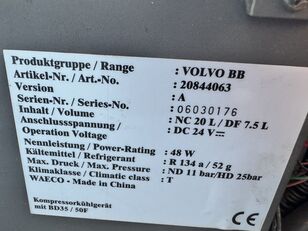 Produktgruppe / Range : VOLVO BB
Artikel-Nr. / Art.-No. : 20844063
Version : A
Serien-Nr. / Series-No. : 06030176
Inhalt / Volume : NC 20 L / DF 7.5 L
Anschlussspannung / : DC 24 V⎓
Operation Voltage
Nennleistung / Power-Rating : 48 W
Kältemittel / Refrigerant : R 134 a / 52 g
Max. Druck / Max. Press. : ND 11 bar/HD 25bar
Klimaklasse / Climatic class : T
WAECO - Made in China
Kompressorkühlgerät
mit BD35 / 50F
CE